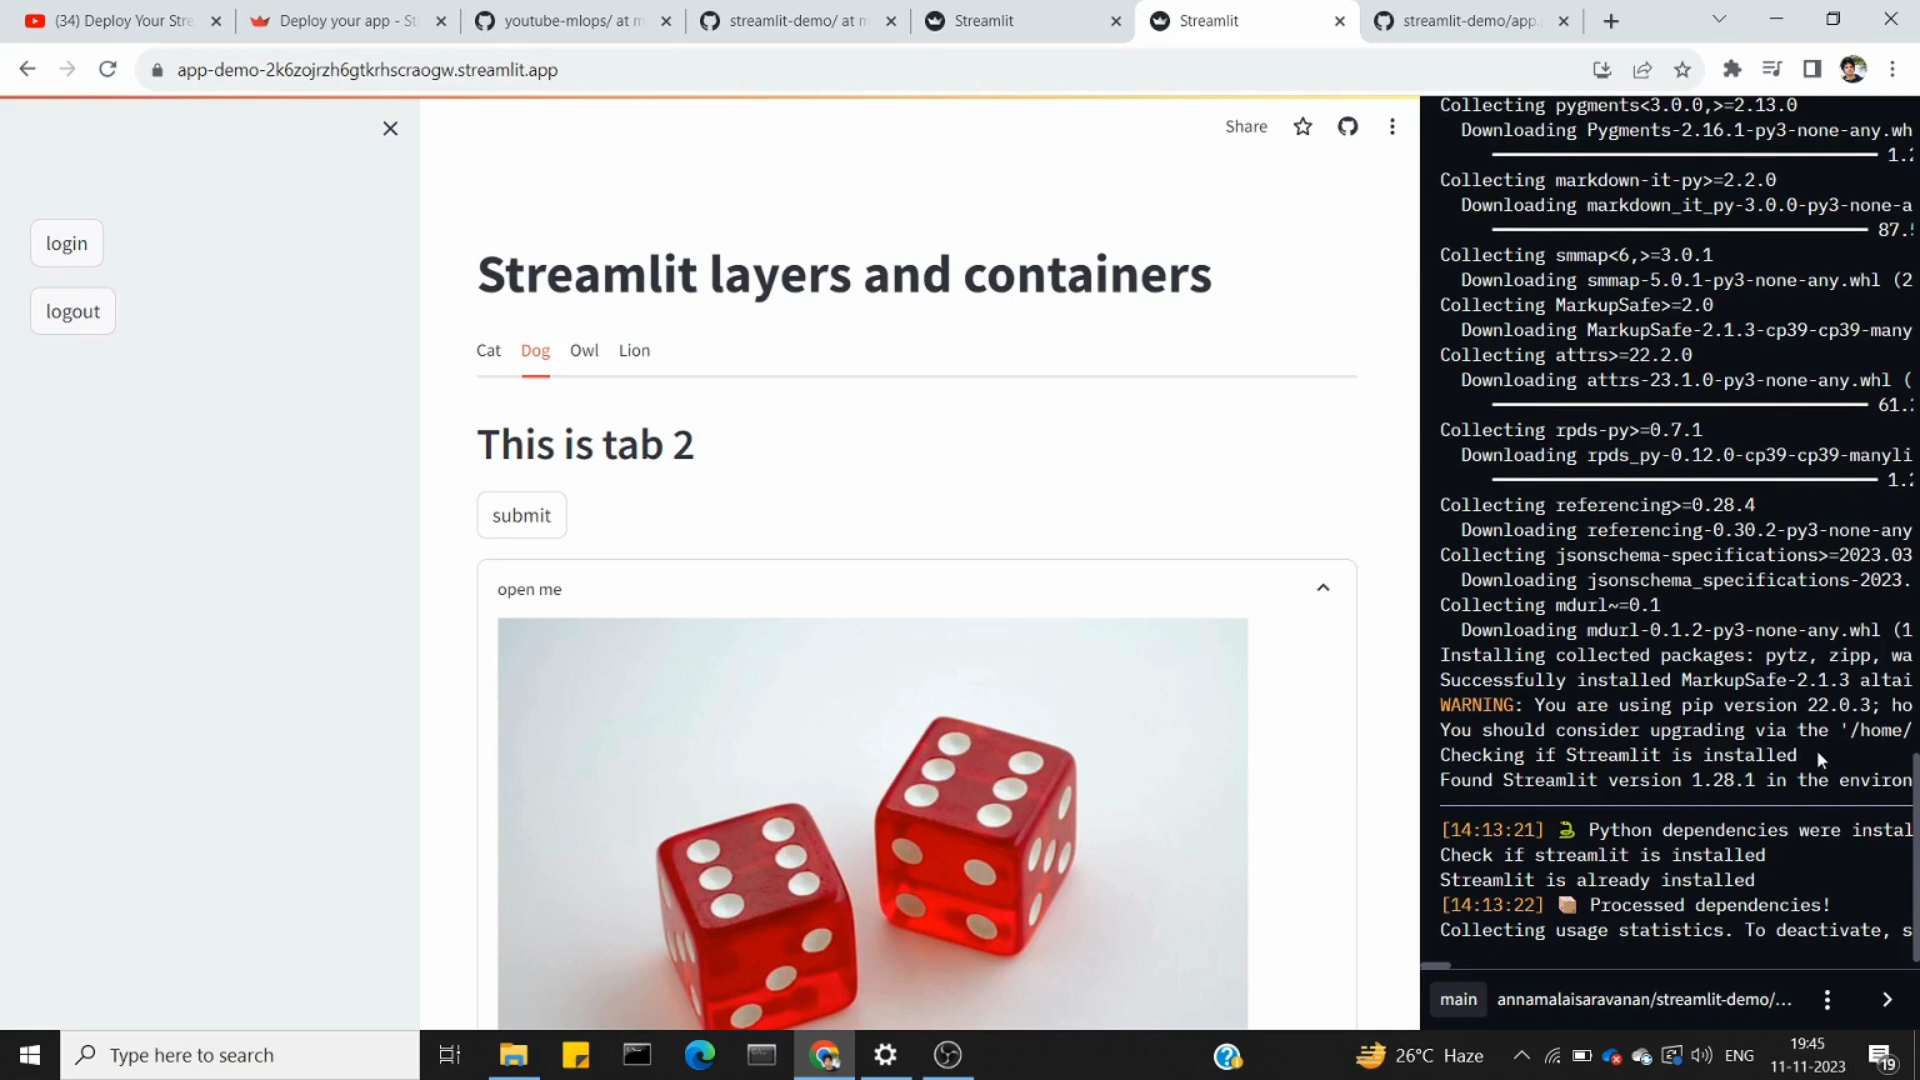 (34) Deploy Your Stre
Deploy your app - St
youtube-mlops/ at m
streamlit-demo/ at m
Streamlit
Streamlit
streamlit-demo/app.
app-demo-2k6zojrzh6gtkrhscraogw.streamlit.app
login
logout
Share
Streamlit layers and containers
Cat Dog Owl Lion
This is tab 2
submit
open me
Collecting pygments<3.0.0,>=2.13.0
Downloading Pygments-2.16.1-py3-none-any.wh
1.
Collecting markdown-it-py>=2.2.0
Downloading markdown_it_py-3.0.0-py3-none-a
87.
Collecting smmap<6,>=3.0.1
Downloading smmap-5.0.1-py3-none-any.whl (2
Collecting MarkupSafe>=2.0
Downloading MarkupSafe-2.1.3-cp39-cp39-many
Collecting attrs>=22.2.0
Downloading attrs-23.1.0-py3-none-any.whl (
61.
Collecting rpds-py>=0.7.1
Downloading rpds_py-0.12.0-cp39-cp39-manyli
1.
Collecting referencing>=0.28.4
Downloading referencing-0.30.2-py3-none-any
Collecting jsonschema-specifications>=2023.03
Downloading jsonschema_specifications-2023.
Collecting mdurl~=0.1
Downloading mdurl-0.1.2-py3-none-any.whl (1
Installing collected packages: pytz, zipp, wa
Successfully installed MarkupSafe-2.1.3 altai
WARNING: You are using pip version 22.0.3; ho
You should consider upgrading via the '/home/
Checking if Streamlit is installed
Found Streamlit version 1.28.1 in the environ
[14:13:21] Python dependencies were instal
Check if streamlit is installed
Streamlit is already installed
[14:13:22] Processed dependencies!
Collecting usage statistics. To deactivate, s
main annamalaisaravanan/streamlit-demo/...
Type here to search
26°C Haze
ENG
19:45
11-11-2023
19